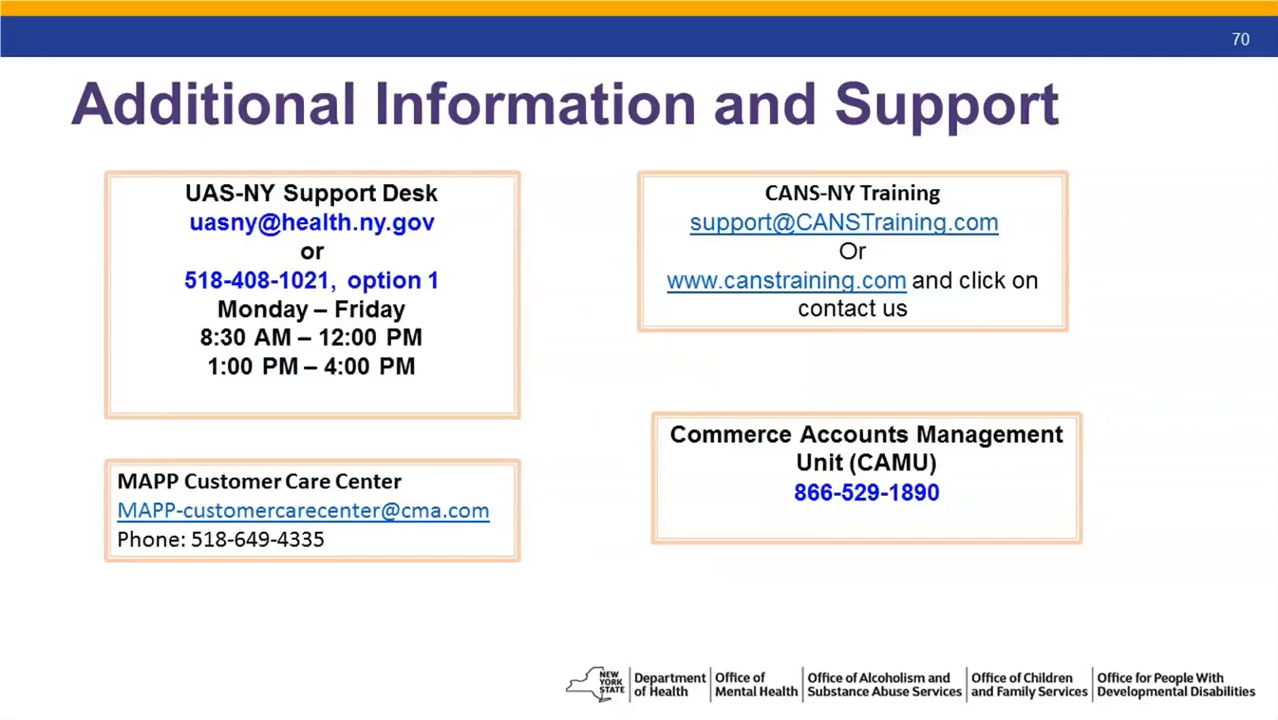 70
Additional Information and Support
UAS-NY Support Desk
uasny@health.ny.gov
or
518-408-1021, option 1
Monday – Friday
8:30 AM – 12:00 PM
1:00 PM – 4:00 PM
CANS-NY Training
support@CANSTraining.com
Or
www.canstraining.com and click on
contact us
MAPP Customer Care Center
MAPP-customercarecenter@cma.com
Phone: 518-649-4335
Commerce Accounts Management
Unit (CAMU)
866-529-1890
NEW
YORK
STATE
Department
of Health
Office of
Mental Health
Office of Alcoholism and
Substance Abuse Services
Office of Children
and Family Services
Office for People With
Developmental Disabilities